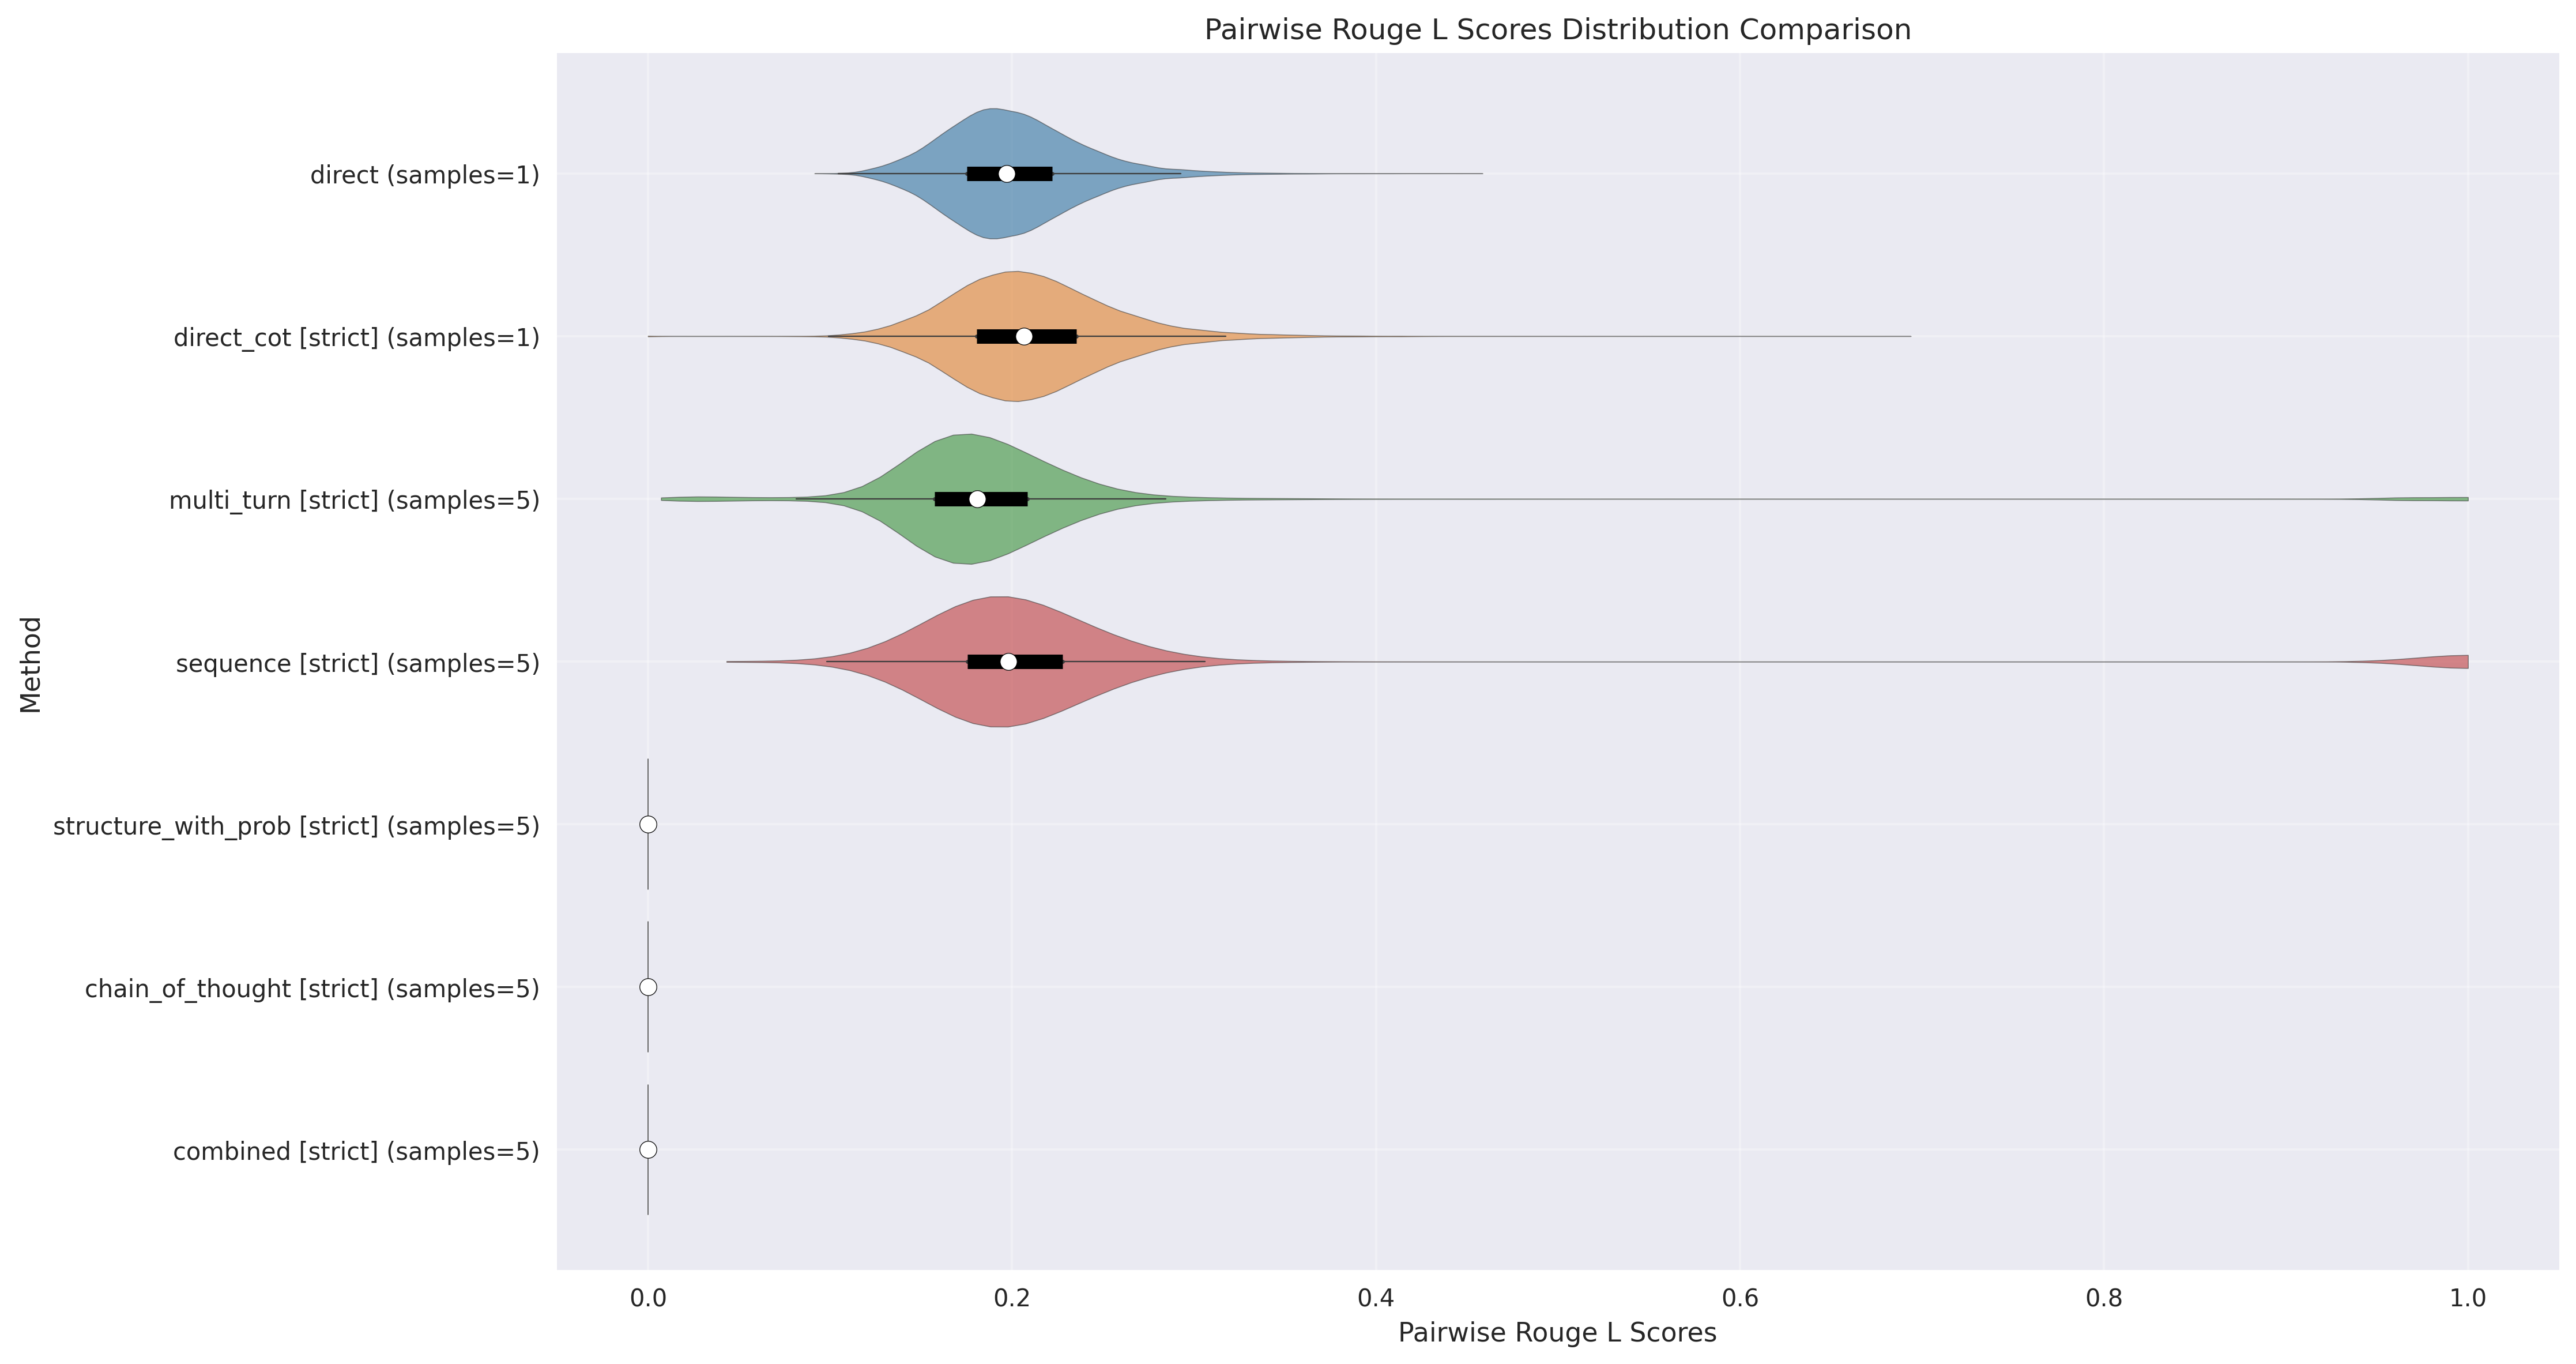 Pairwise Rouge L Scores Distribution Comparison
Method
direct (samples=1)
direct_cot [strict] (samples=1)
multi_turn [strict] (samples=5)
sequence [strict] (samples=5)
structure_with_prob [strict] (samples=5)
chain_of_thought [strict] (samples=5)
combined [strict] (samples=5)
0.0 0.2 0.4 0.6 0.8 1.0
Pairwise Rouge L Scores